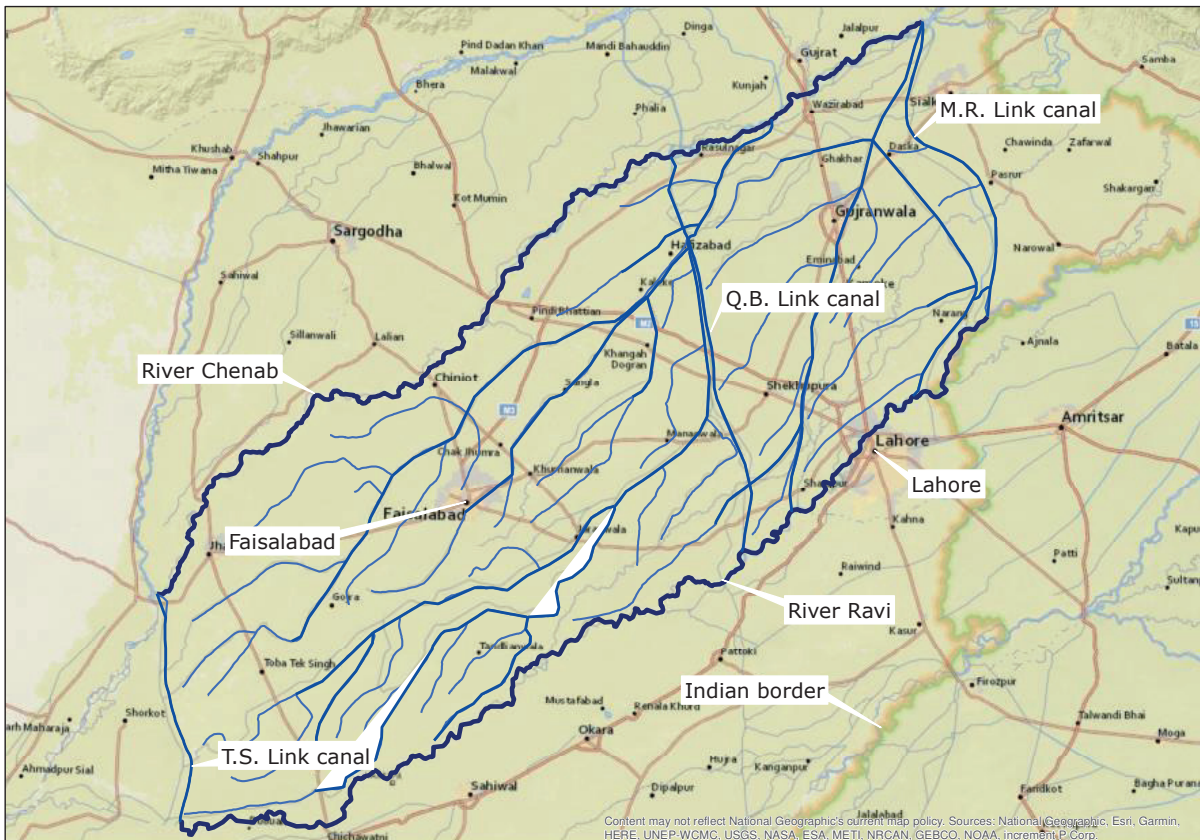 Dinga
Jalalpur
Pind Dadan Khan
Mandi Bahauddin
Gujrat
Malakwal
Samba
Bhera
Kunjah
Phalia
Wazirabad
M.R. Link canal
Jhawarian
Khushab
Shahpur
Rasulnagar
Daska
Chawinda
Zafarwal
Ghakhar
Mitha Tiwana
Bhalwal
Pasrur
Shakargarh
Kot Mumin
Gujranwala
Sargodha
Hafizabad
Narowal
Eminabad
Sahiwal
Kaleke
Q.B. Link canal
Pindi Bhattian
Narang
Sillanwali
Lalian
Khangah
Dogran
Ajnala
Batala
River Chenab
Chiniot
Sangla
Shekhupura
Amritsar
Manawala
Lahore
Chak Jhumra
Khurrianwala
Lahore
Faisalabad
Kahna
Faisalabad
Patti
Raiwind
Gojra
River Ravi
Kasur
Toba Tek Singh
Tandlianwala
Pattoki
Indian border
Firozpur
Mustafabad
Renala Khurd
Shorkot
Talwandi Bhai
Okara
Moga
T.S. Link canal
Ahmadpur Sial
Hujra
Kanganpur
Sahiwal
Dipalpur
Faridkot
Bagha Purana
Chichawatni
Jalalabad
Content may not reflect National Geographic's current map policy. Sources: National Geographic, Esri, Garmin,
HERE, UNEP-WCMC, USGS, NASA, ESA, METI, NRCAN, GEBCO, NOAA, increment P Corp.